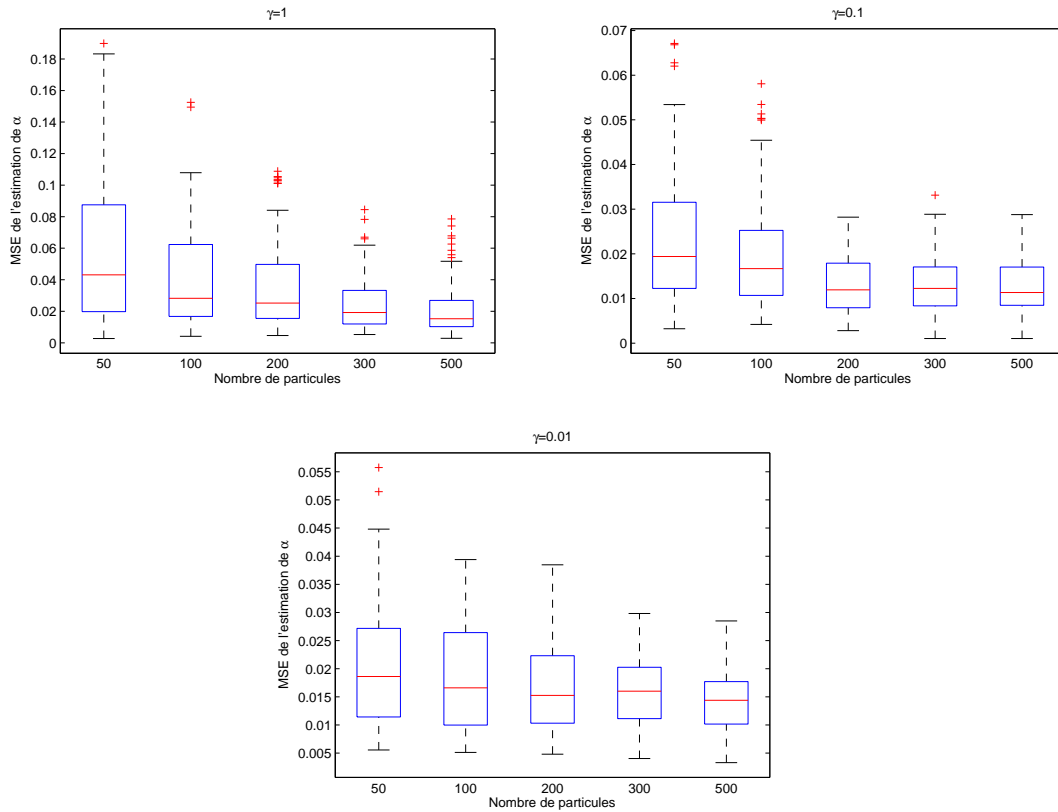 γ=1
MSE de l'estimation de α
0.18
0.16
0.14
0.12
0.1
0.08
0.06
0.04
0.02
0
50 100 200 300 500
Nombre de particules
γ=0.1
MSE de l'estimation de α
0.07
0.06
0.05
0.04
0.03
0.02
0.01
0
50 100 200 300 500
Nombre de particules
γ=0.01
MSE de l'estimation de α
0.055
0.05
0.045
0.04
0.035
0.03
0.025
0.02
0.015
0.01
0.005
50 100 200 300 500
Nombre de particules